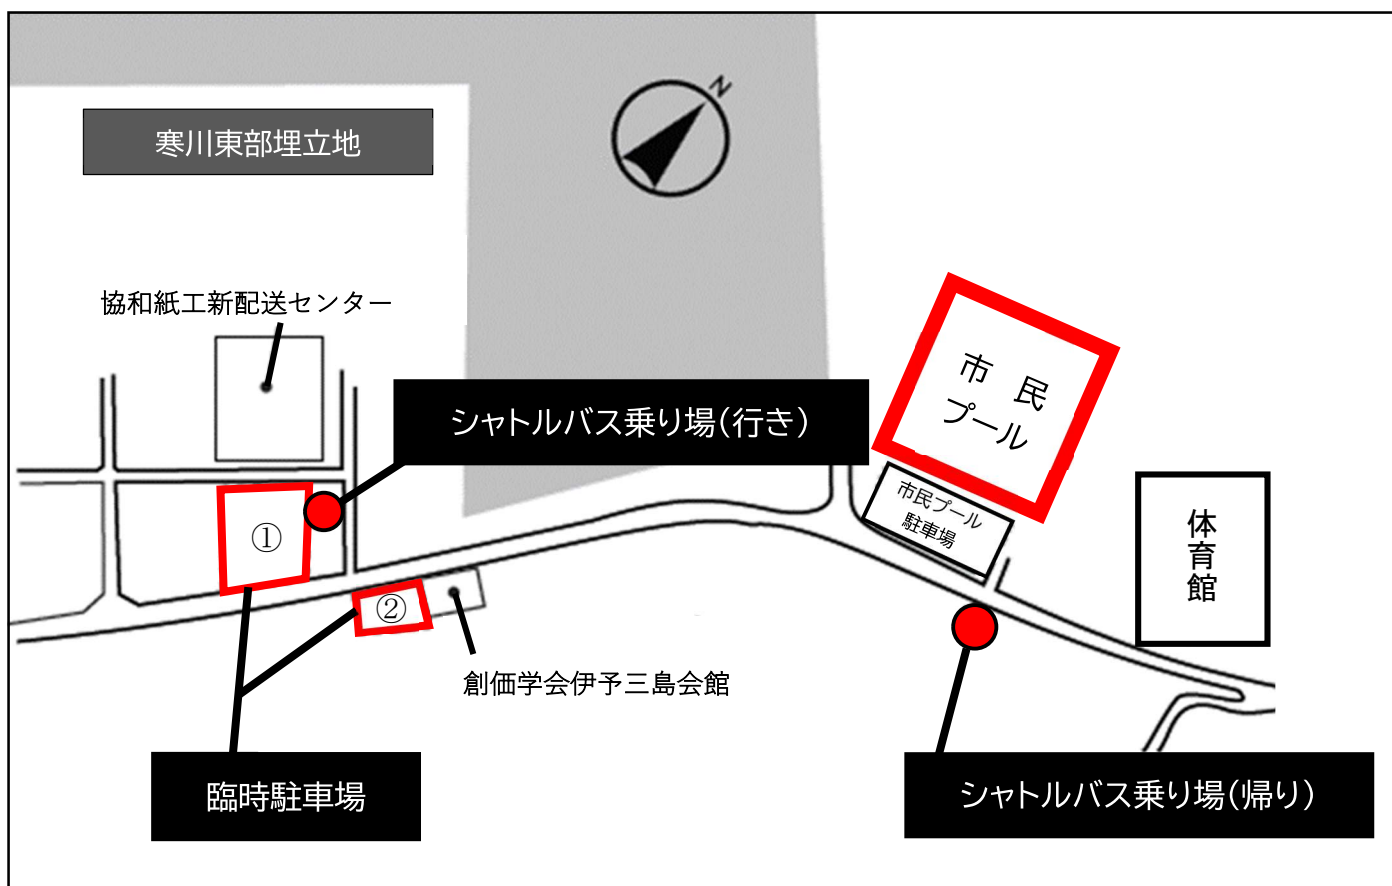 N
寒川東部埋立地
協和紙工新配送センター
シャトルバス乗り場(行き)
市 民
プール
市民プール
駐車場
体育館
①
②
創価学会伊予三島会館
臨時駐車場
シャトルバス乗り場(帰り)